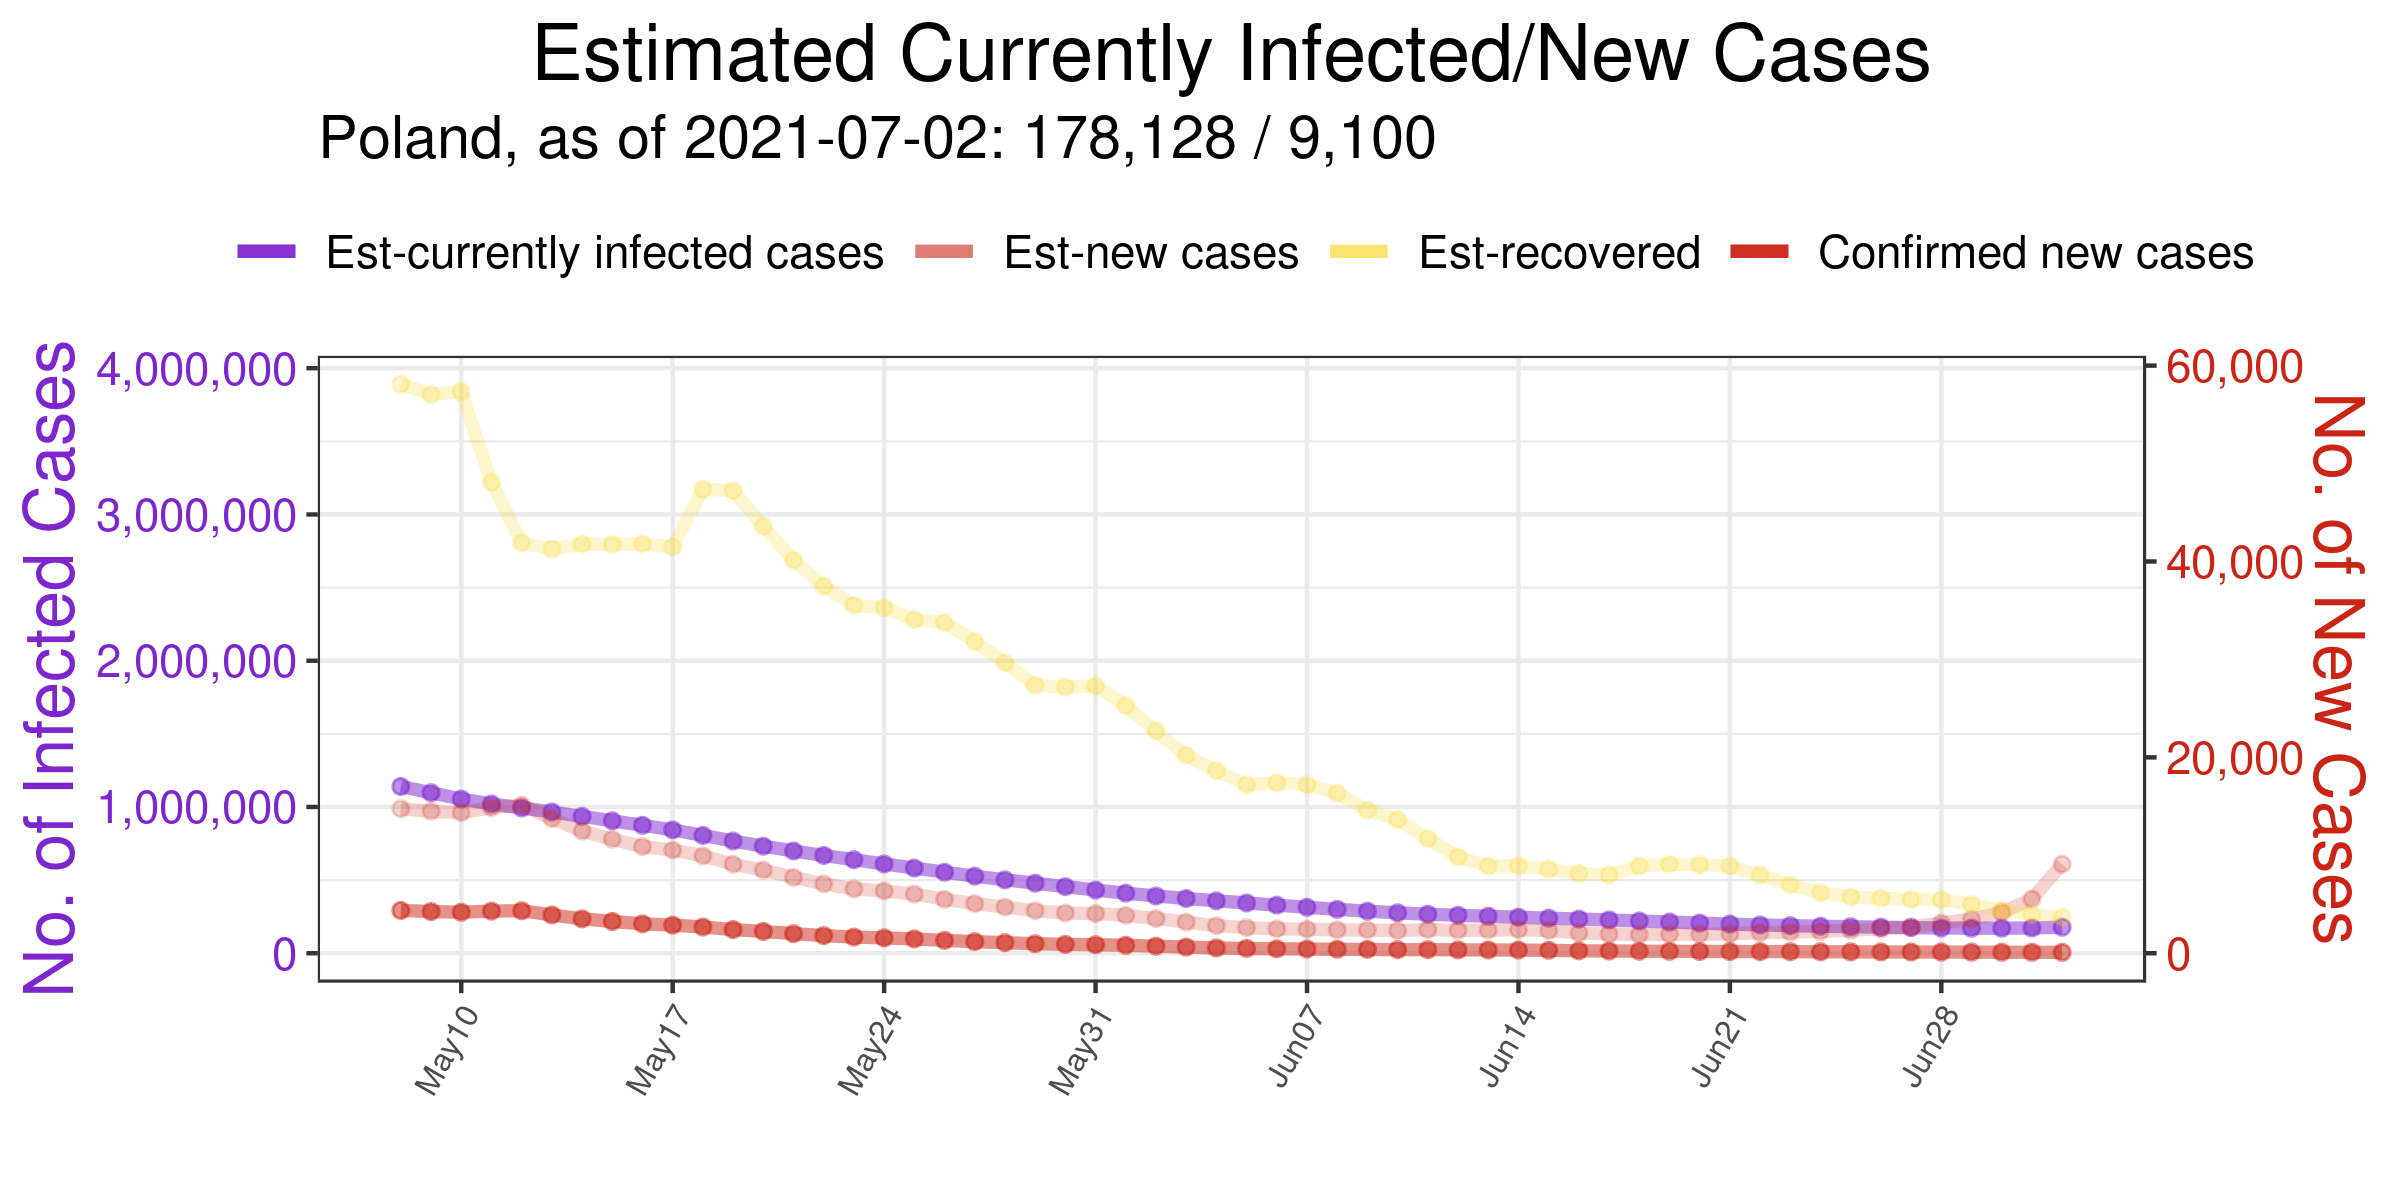 Estimated Currently Infected/New Cases
Poland, as of 2021-07-02: 178,128 / 9,100
Est-currently infected cases Est-new cases Est-recovered Confirmed new cases
No. of Infected Cases
4,000,000
3,000,000
2,000,000
1,000,000
0
60,000
40,000
20,000
0
No. of New Cases
May10 May17 May24 May31 Jun07 Jun14 Jun21 Jun28